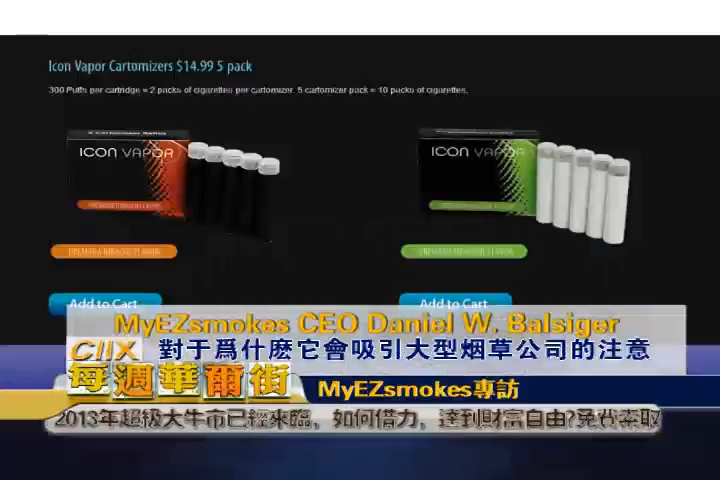 Icon Vapor Cartomizers $14.99 5 pack
300 Puffs per cartridge = 2 packs of cigarettes per cartomizer. 5 cartomizer pack = 10 packs of cigarettes.
ICON VAPOR
ICON VAPOR
Add to Cart
Add to Cart
MyEZsmokes CEO Daniel W. Balsiger
CIIX 對于爲什麽它會吸引大型烟草公司的注意
每週華爾街 MyEZsmokes專訪
2013年超級大牛市已經來臨，如何借力，達到財富自由?免費索取